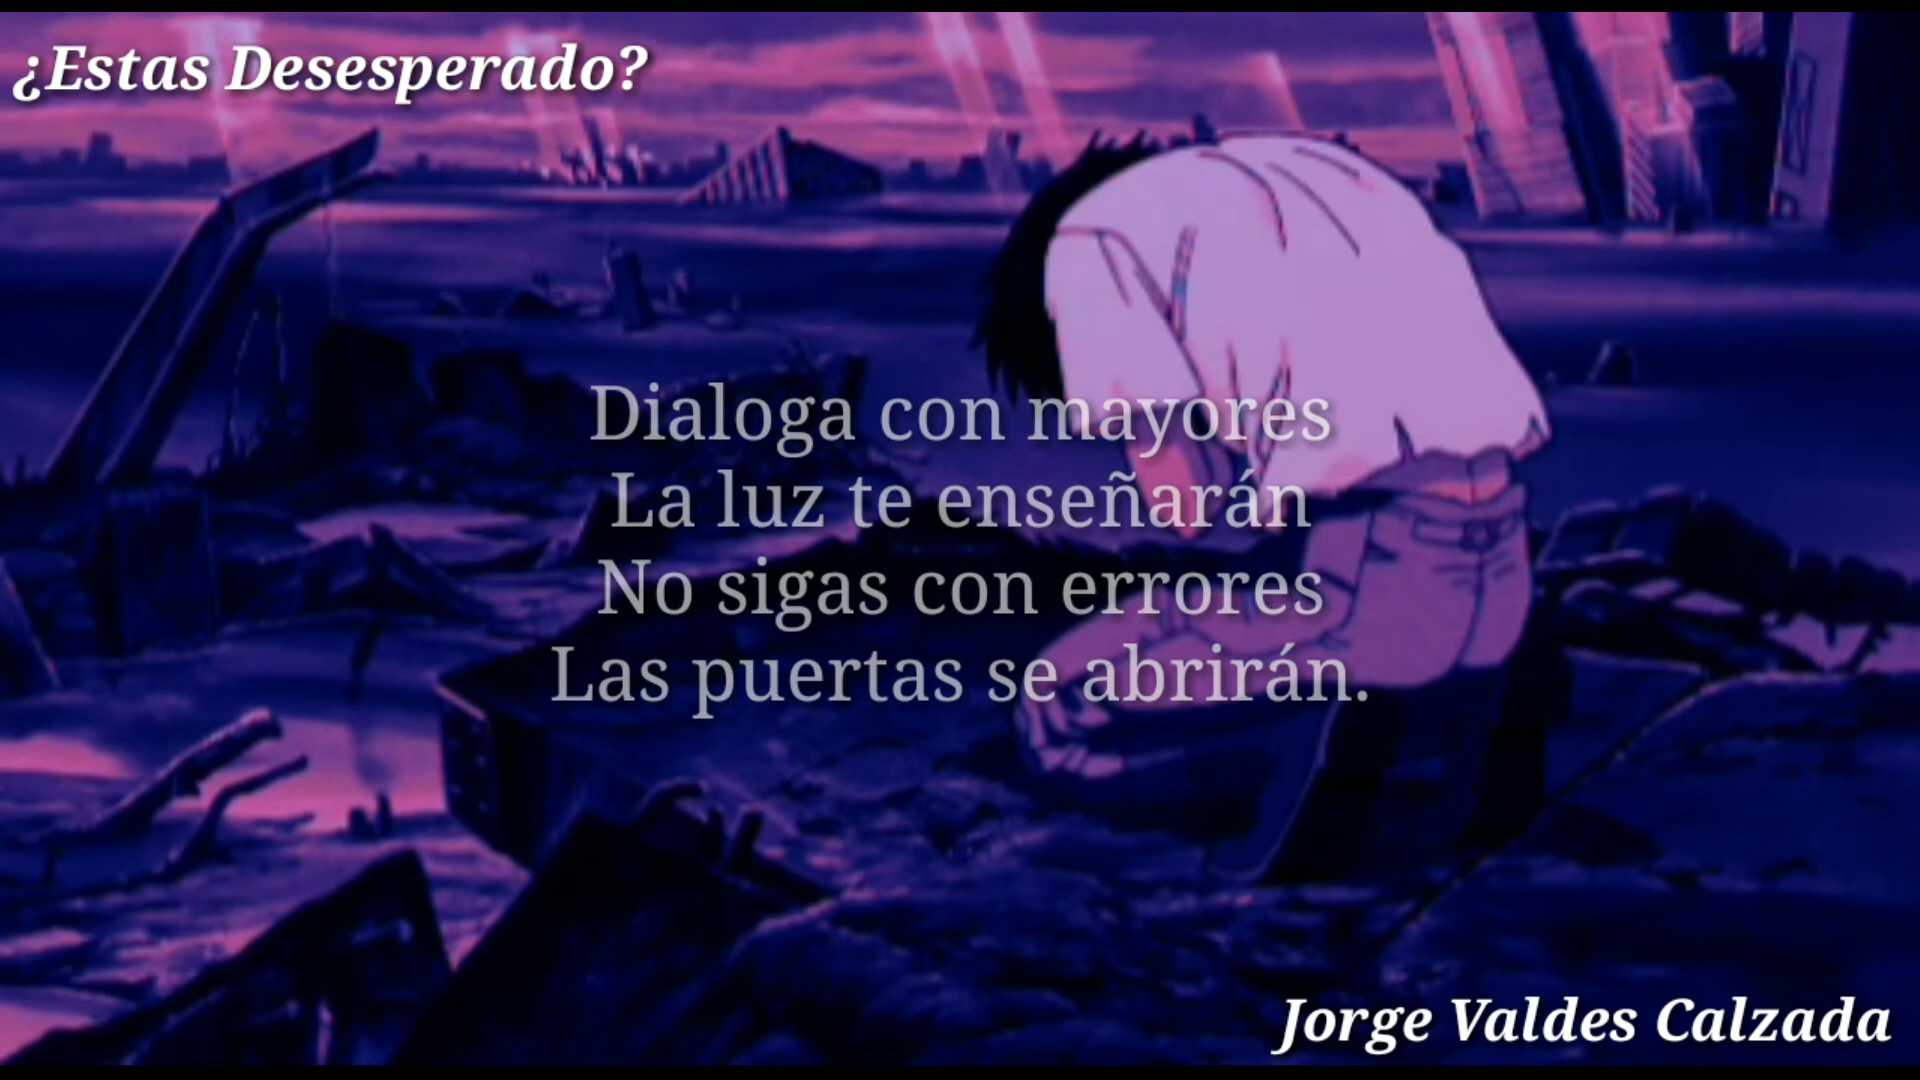 ¿Estas Desesperado?
Dialoga con mayores
La luz te enseñarán
No sigas con errores
Las puertas se abrirán.
Jorge Valdes Calzada